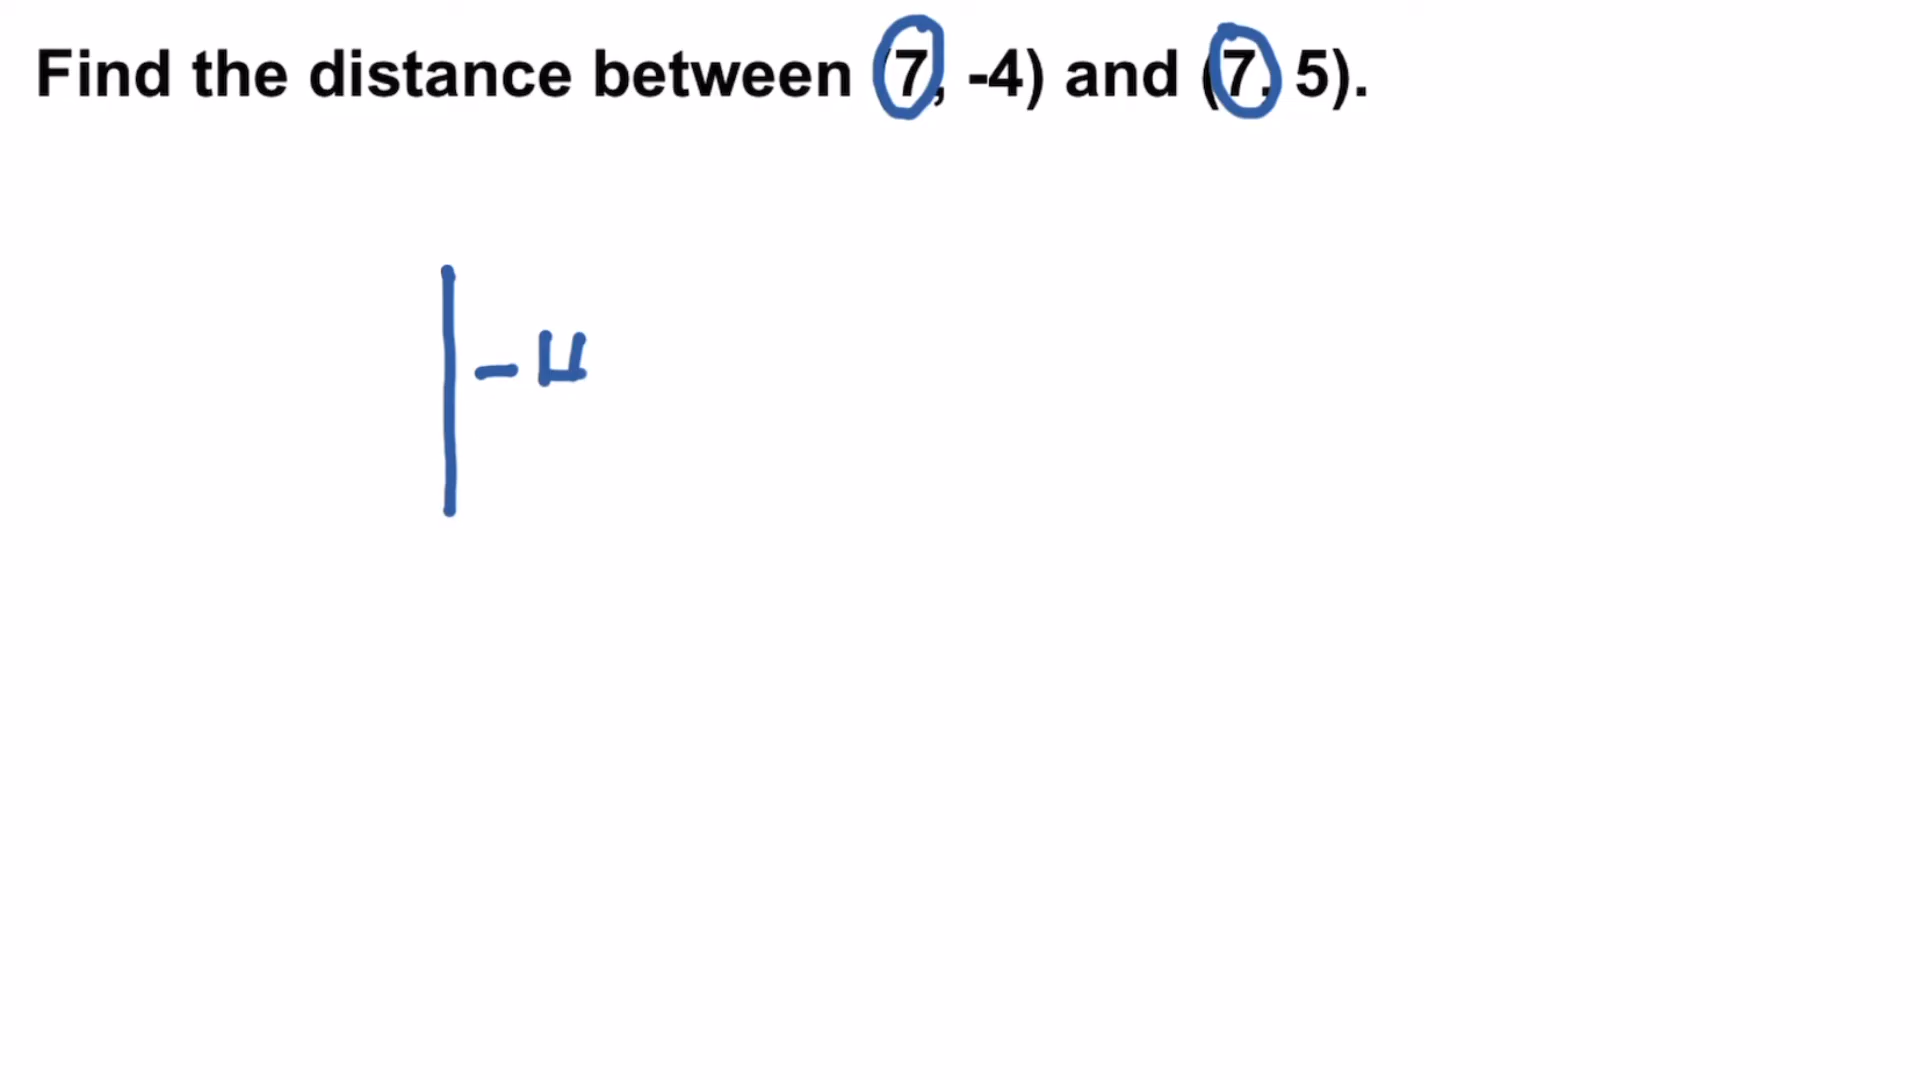 Find the distance between (7, -4) and (7, 5).
|-4